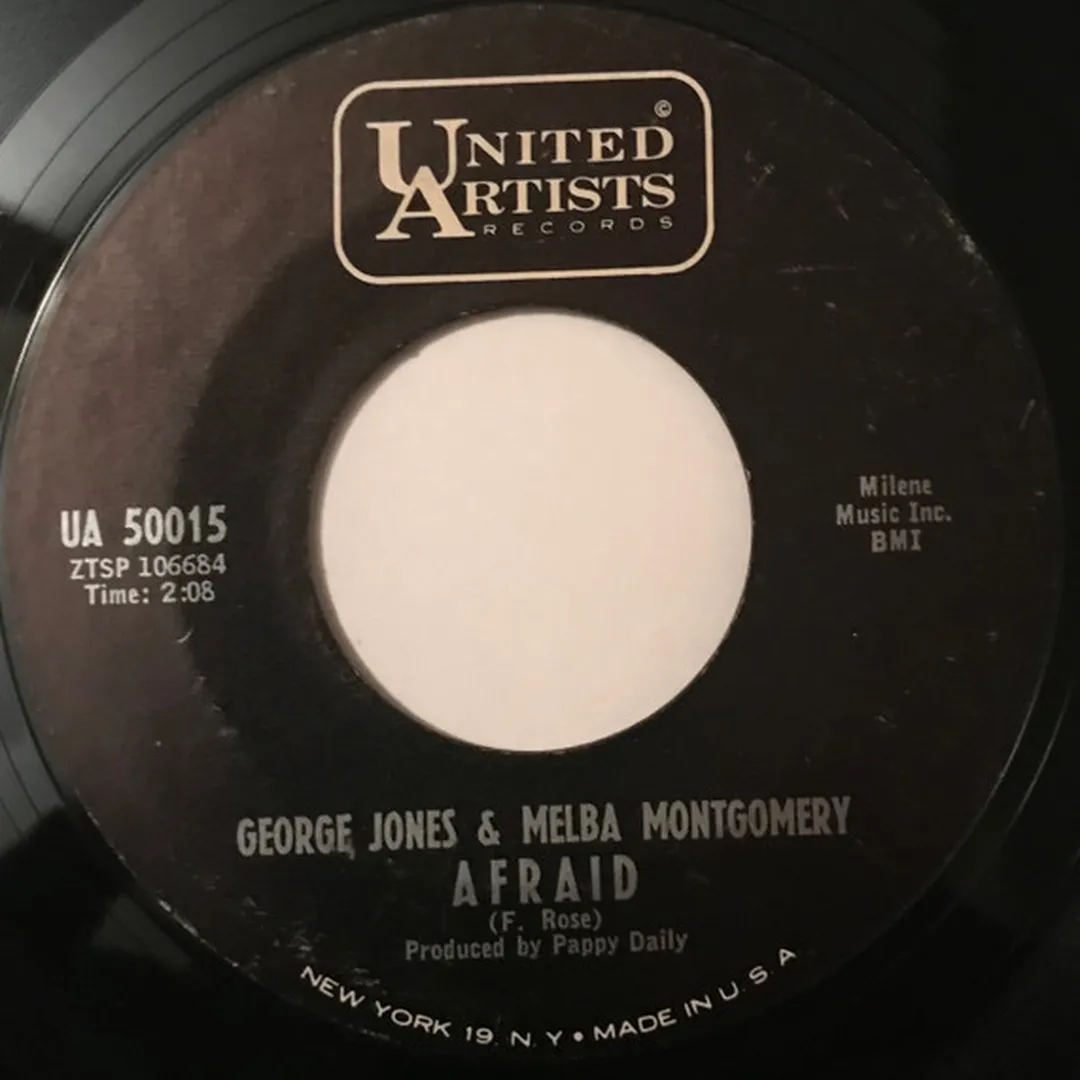 ©
UNITED
ARTISTS
RECORDS
UA 50015
ZTSP 106684
Time: 2:08
Milene
Music Inc.
BMI
GEORGE JONES & MELBA MONTGOMERY
AFRAID
(F. Rose)
Produced by Pappy Daily
NEW YORK 19. N. Y • MADE IN U. S. A